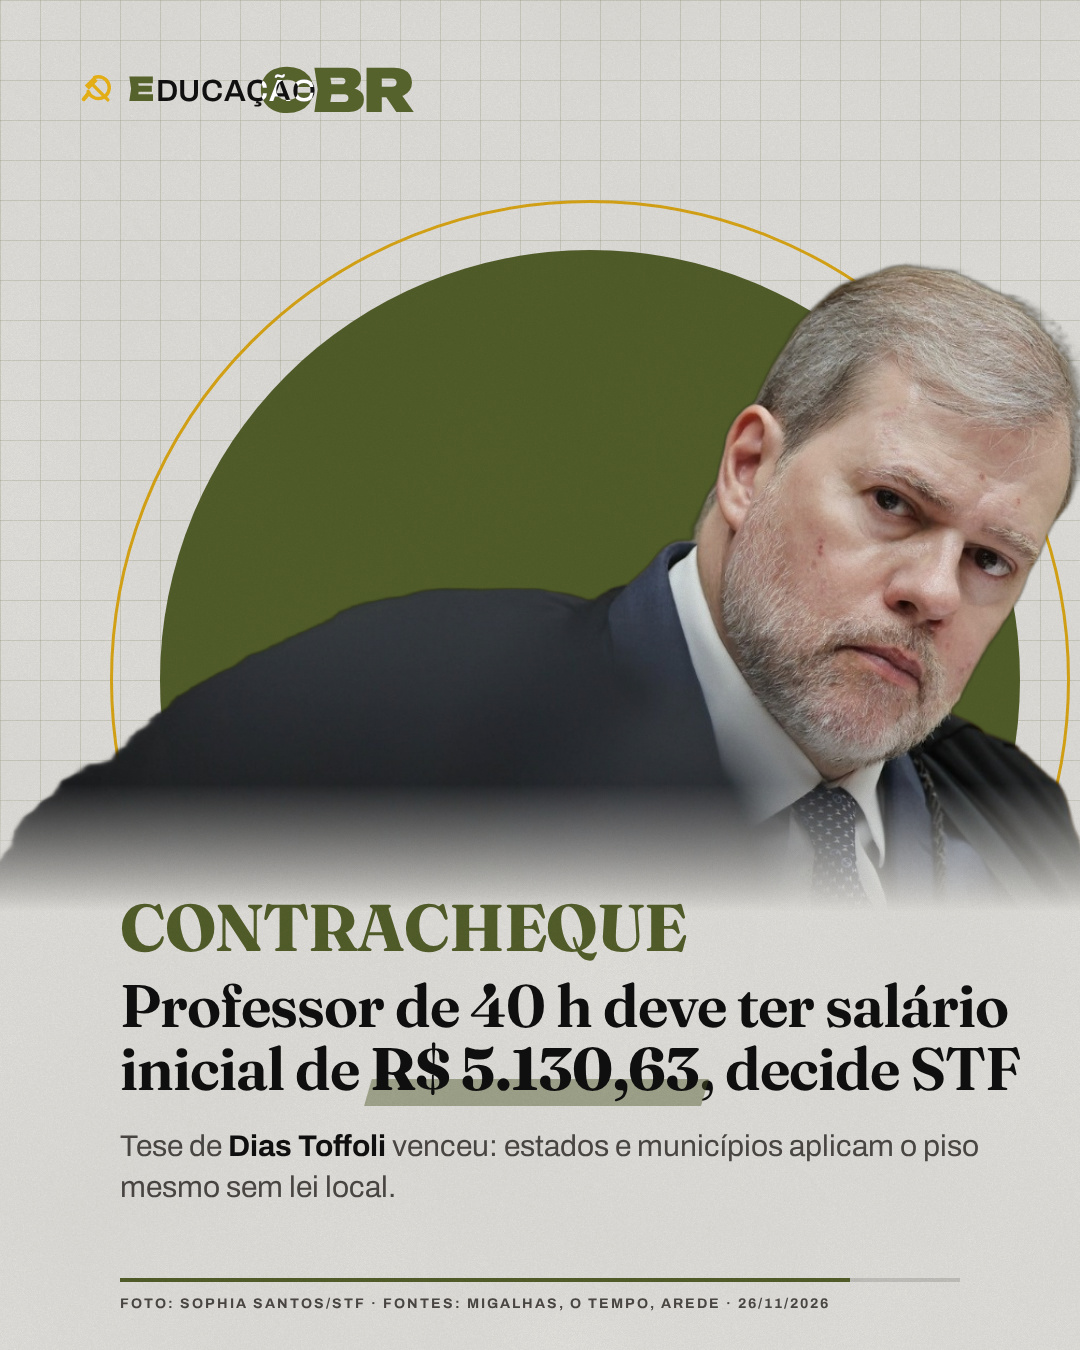 EDUCAÇÃO BR
CONTRACHEQUE
Professor de 40 h deve ter salário
inicial de R$ 5.130,63, decide STF
Tese de Dias Toffoli venceu: estados e municípios aplicam o piso
mesmo sem lei local.
FOTO: SOPHIA SANTOS/STF · FONTES: MIGALHAS, O TEMPO, AREDE · 26/11/2026